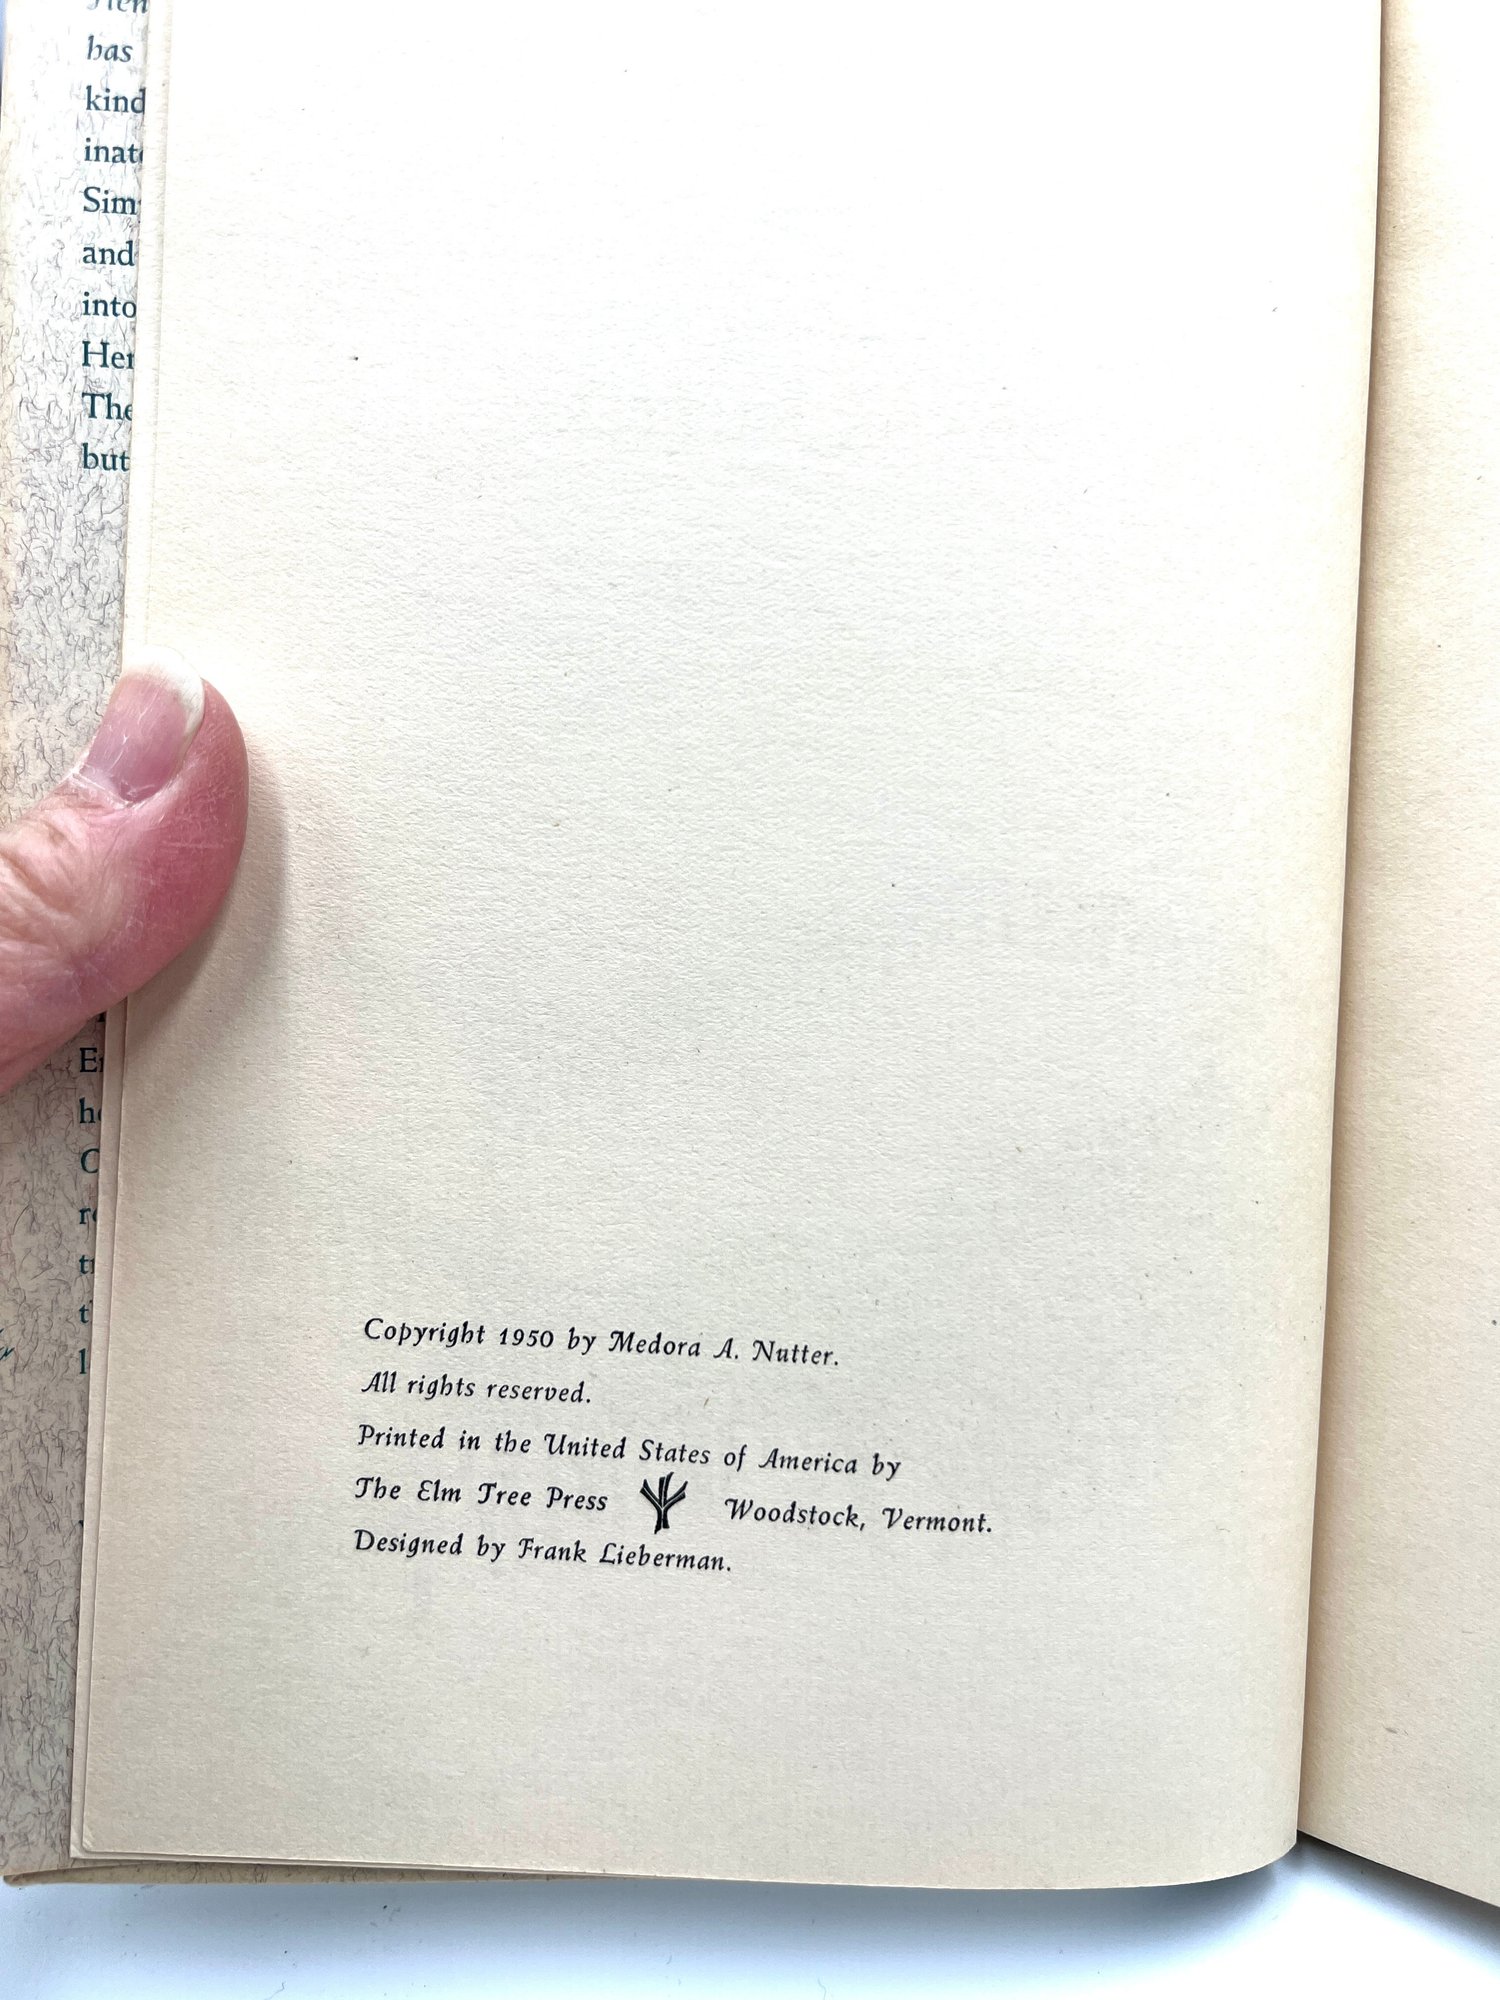 has
kind
and
into
The
but
Copyright 1950 by Medora A. Nutter.
All rights reserved.
Printed in the United States of America by
The Elm Tree Press Woodstock, Vermont.
Designed by Frank Lieberman.